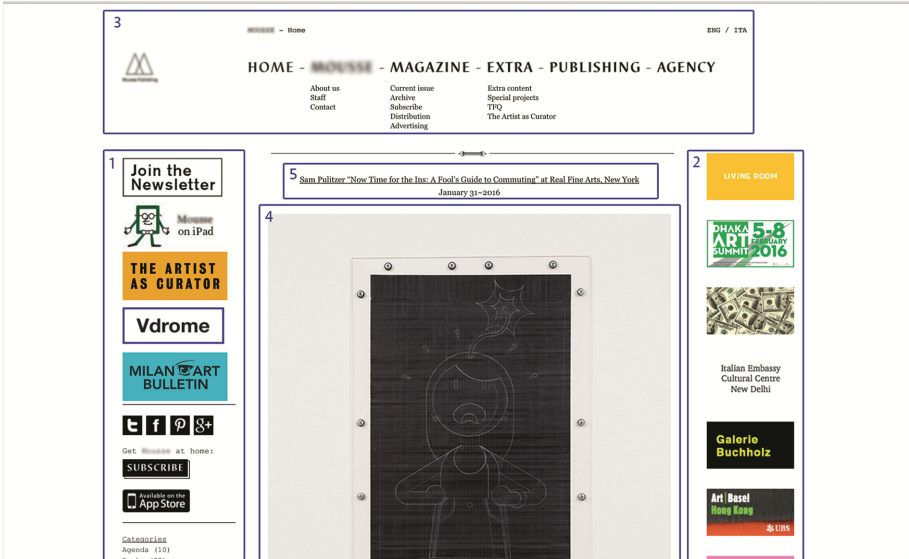 3
- Home
ENG / ITA
HOME - - MAGAZINE - EXTRA - PUBLISHING - AGENCY
About us
Staff
Contact
Current issue
Archive
Subscribe
Distribution
Advertising
Extra content
Special projects
TFQ
The Artist as Curator
1
Join the
Newsletter
on iPad
THE ARTIST
AS CURATOR
Vdrome
MILAN ART
BULLETIN
t f P g+
Get at home:
SUBSCRIBE
Available on the
App Store
Categories
Agenda (10)
5
Sam Pulitzer “Now Time for the Ins: A Fool’s Guide to Commuting” at Real Fine Arts, New York
January 31~2016
4
2
LIVING ROOM
DHAKA
ART
SUMMIT
5-8
FEBRUARY
2016
Italian Embassy
Cultural Centre
New Delhi
Galerie
Buchholz
Art|Basel
Hong Kong
UBS